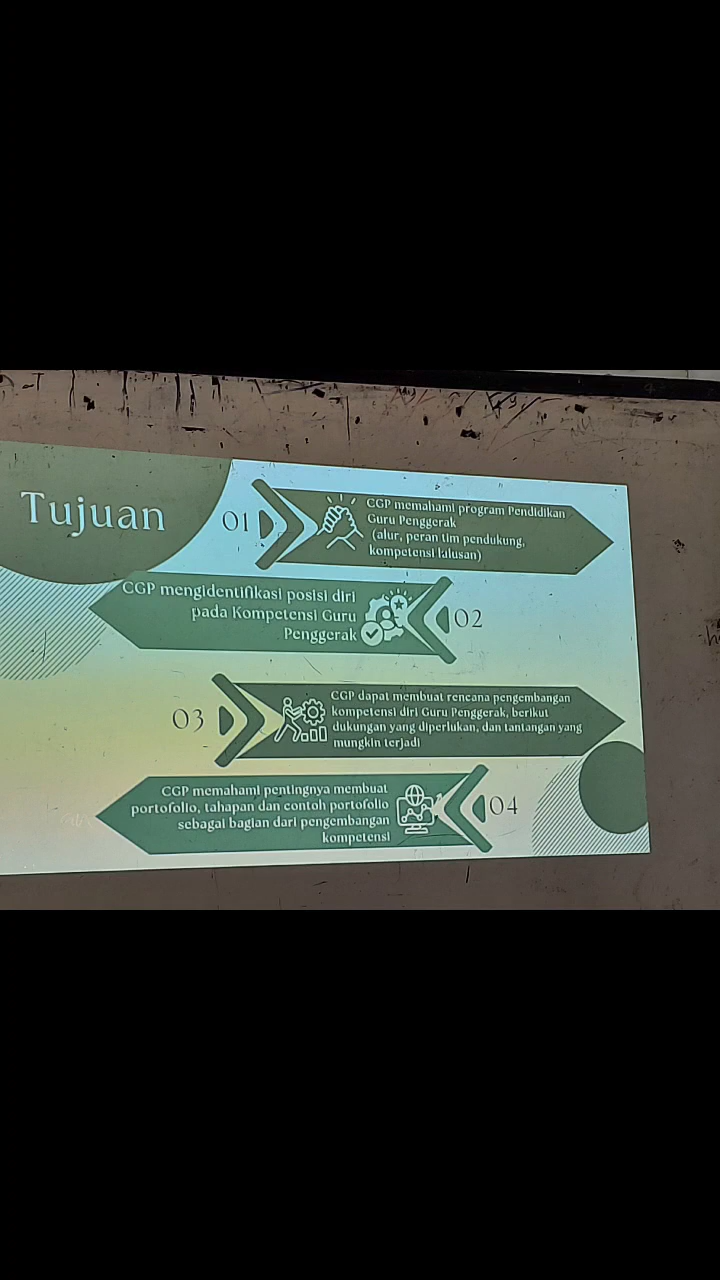 Tujuan
01
CGP memahami program Pendidikan
Guru Penggerak
(alur, peran tim pendukung,
kompetensi lulusan)
CGP mengidentifikasi posisi diri
pada Kompetensi Guru
Penggerak
02
03
CGP dapat membuat rencana pengembangan
kompetensi diri Guru Penggerak, berikut
dukungan yang diperlukan, dan tantangan yang
mungkin terjadi
CGP memahami pentingnya membuat
portofolio, tahapan dan contoh portofolio
sebagai bagian dari pengembangan
kompetensi
04